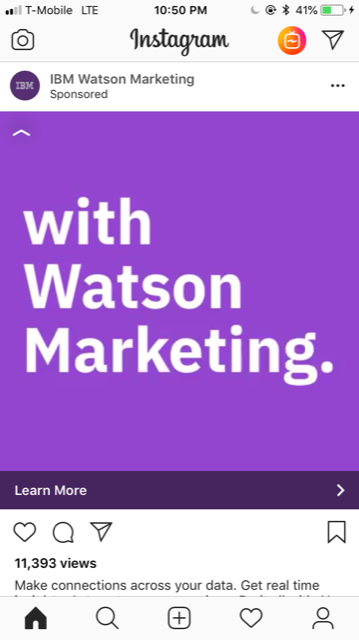 T-Mobile LTE 10:50 PM 41%
Instagram
IBM
IBM Watson Marketing
Sponsored
with
Watson
Marketing.
Learn More
11,393 views
Make connections across your data. Get real time